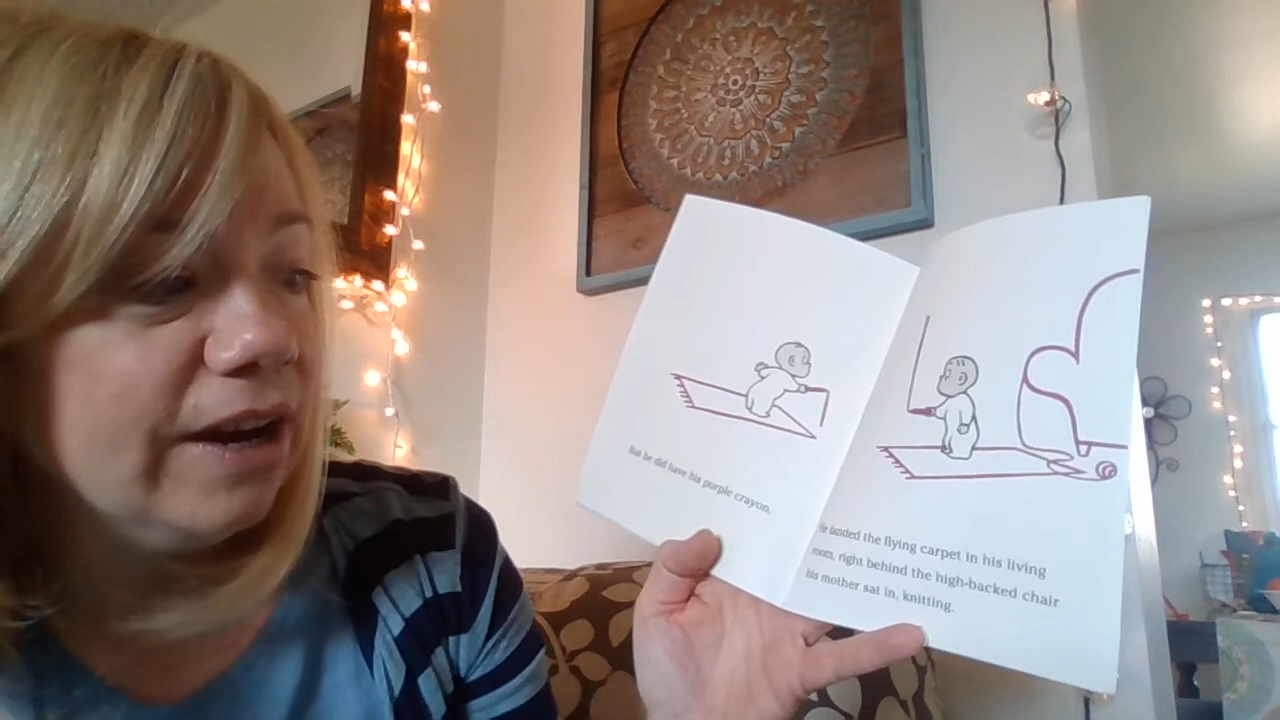 But he did have his purple crayon.
He landed the flying carpet in his living
room, right behind the high-backed chair
his mother sat in, knitting.